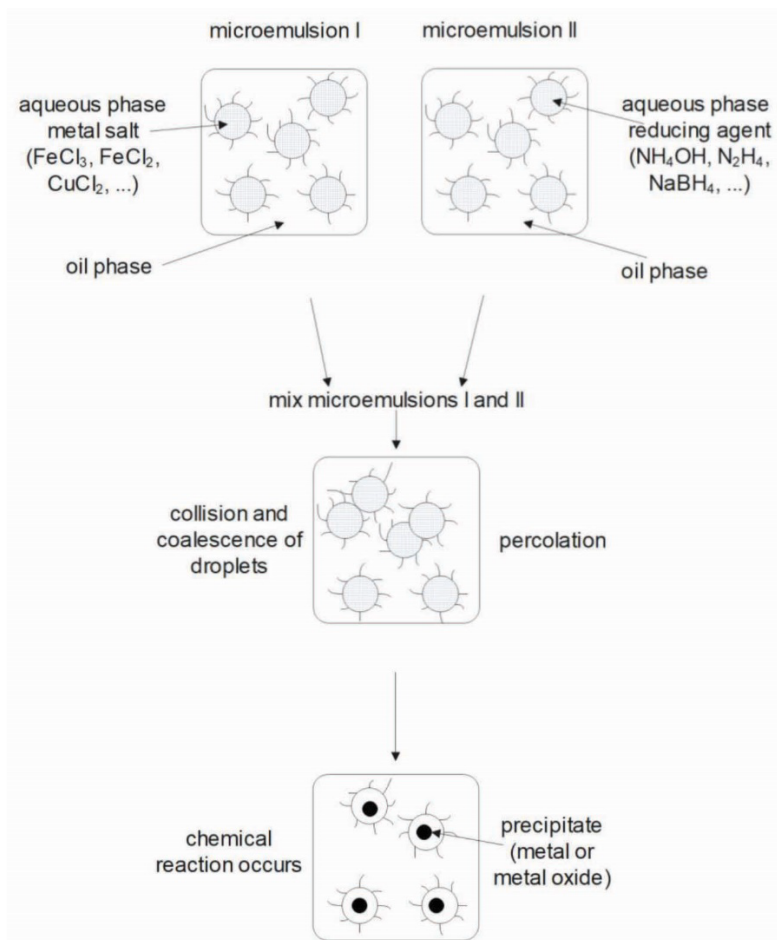 microemulsion I
microemulsion II
aqueous phase
metal salt
(FeCl₃, FeCl₂,
CuCl₂, ...)
aqueous phase
reducing agent
(NH₄OH, N₂H₄,
NaBH₄, ...)
oil phase
oil phase
mix microemulsions I and II
collision and
coalescence of
droplets
percolation
chemical
reaction occurs
precipitate
(metal or
metal oxide)